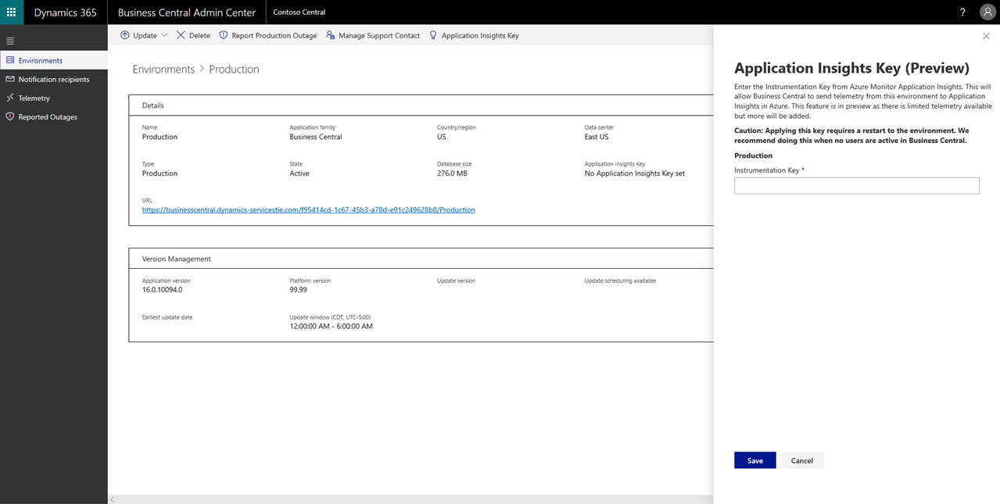 Dynamics 365
Business Central Admin Center
Contoso Central
?
Update
Delete
Report Production Outage
Manage Support Contact
Application Insights Key
Environments
Notification recipients
Telemetry
Reported Outages
Environments > Production
Details
Name
Production
Application family
Business Central
Country/region
US
Data center
East US
Type
Production
State
Active
Database size
276.0 MB
Application Insights Key
No Application Insights Key set
URL
https://businesscentral.dynamics-servicestie.com/f95414cd-1c67-45b3-a78d-e91c249628b8/Production
Version Management
Application version
16.0.10094.0
Platform version
99.99
Update version
Update scheduling available
Earliest update date
Update window (CDT, UTC-5:00)
12:00:00 AM - 6:00:00 AM
Application Insights Key (Preview)
Enter the Instrumentation Key from Azure Monitor Application Insights. This will
allow Business Central to send telemetry from this environment to Application
Insights in Azure. This feature is in preview as there is limited telemetry available
but more will be added.
Caution: Applying this key requires a restart to the environment. We
recommend doing this when no users are active in Business Central.
Production
Instrumentation Key *
Save
Cancel